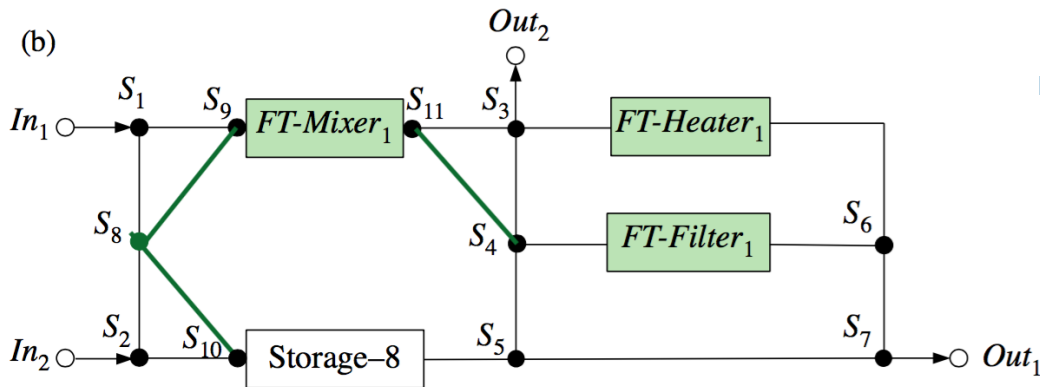 (b)
Out₂
S₁ S₉ FT-Mixer₁ S₁₁ S₃ FT-Heater₁
In₁
S₈ S₄ FT-Filter₁ S₆
S₂ S₁₀ Storage–8 S₅ S₇
In₂ Out₁